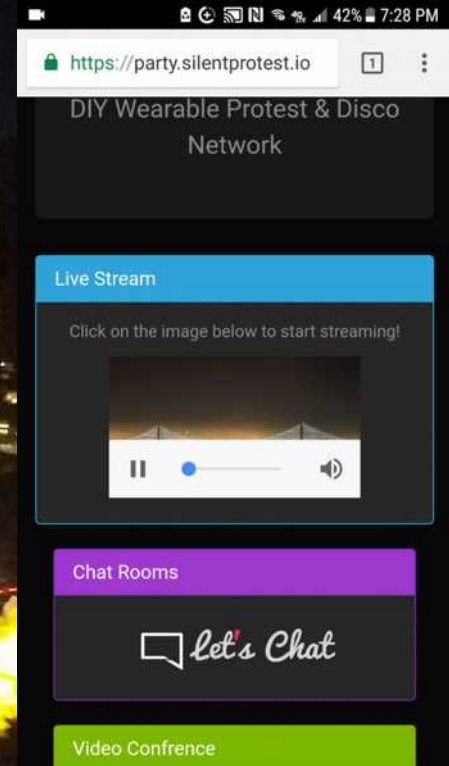 42% 7:28 PM
https://party.silentprotest.io
1
DIY Wearable Protest & Disco
Network
Live Stream
Click on the image below to start streaming!
Chat Rooms
let's Chat
Video Confrence